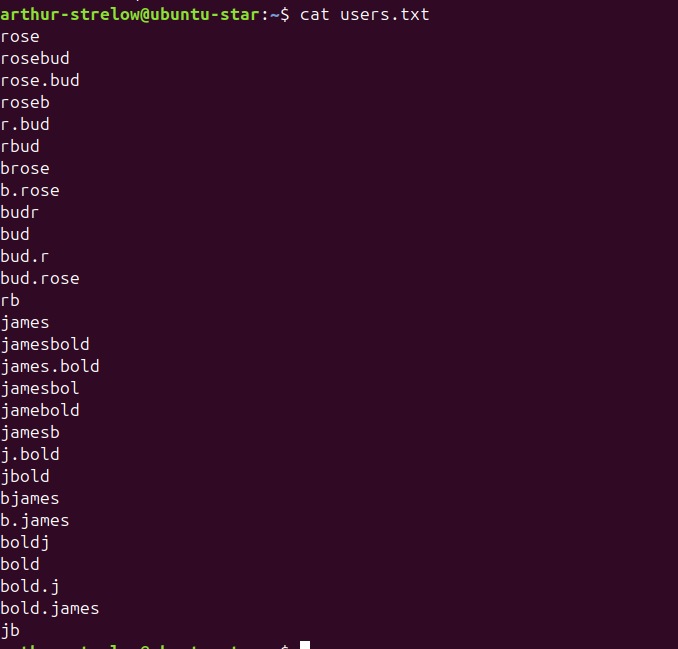 arthur-strelow@ubuntu-star:~$ cat users.txt
rose
rosebud
rose.bud
roseb
r.bud
rbud
brose
b.rose
budr
bud
bud.r
bud.rose
rb
james
jamesbold
james.bold
jamesbol
jamebold
jamesb
j.bold
jbold
bjames
b.james
boldj
bold
bold.j
bold.james
jb